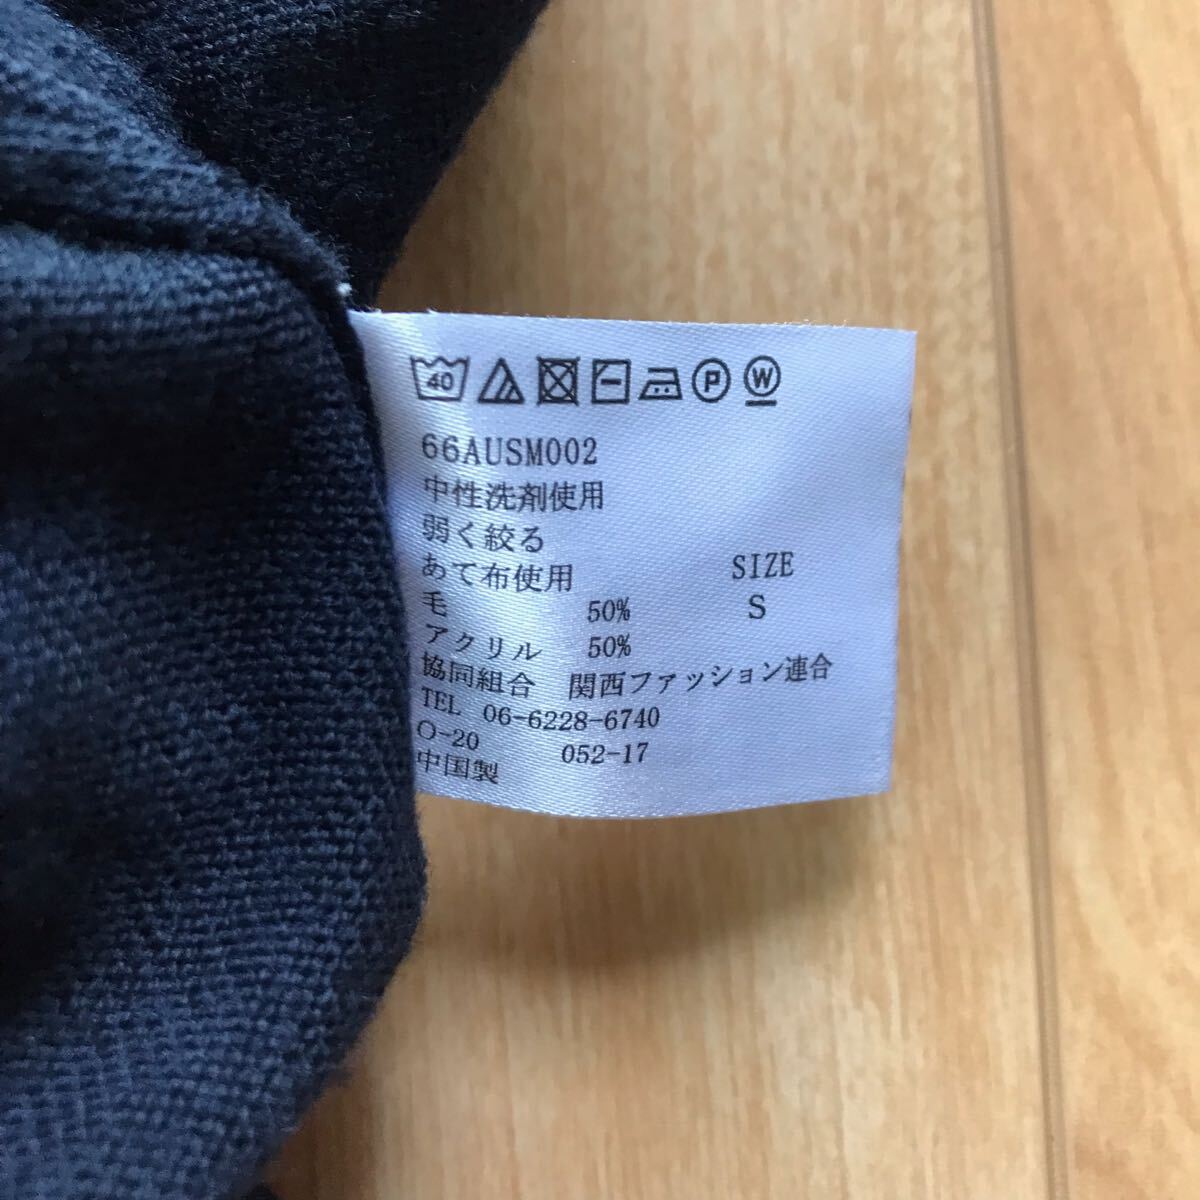 40 P W
66AUSM002
中性洗剤使用
弱く絞る
あて布使用 SIZE
毛 50% S
アクリル 50%
協同組合 関西ファッション連合
TEL 06-6228-6740
O-20 052-17
中国製